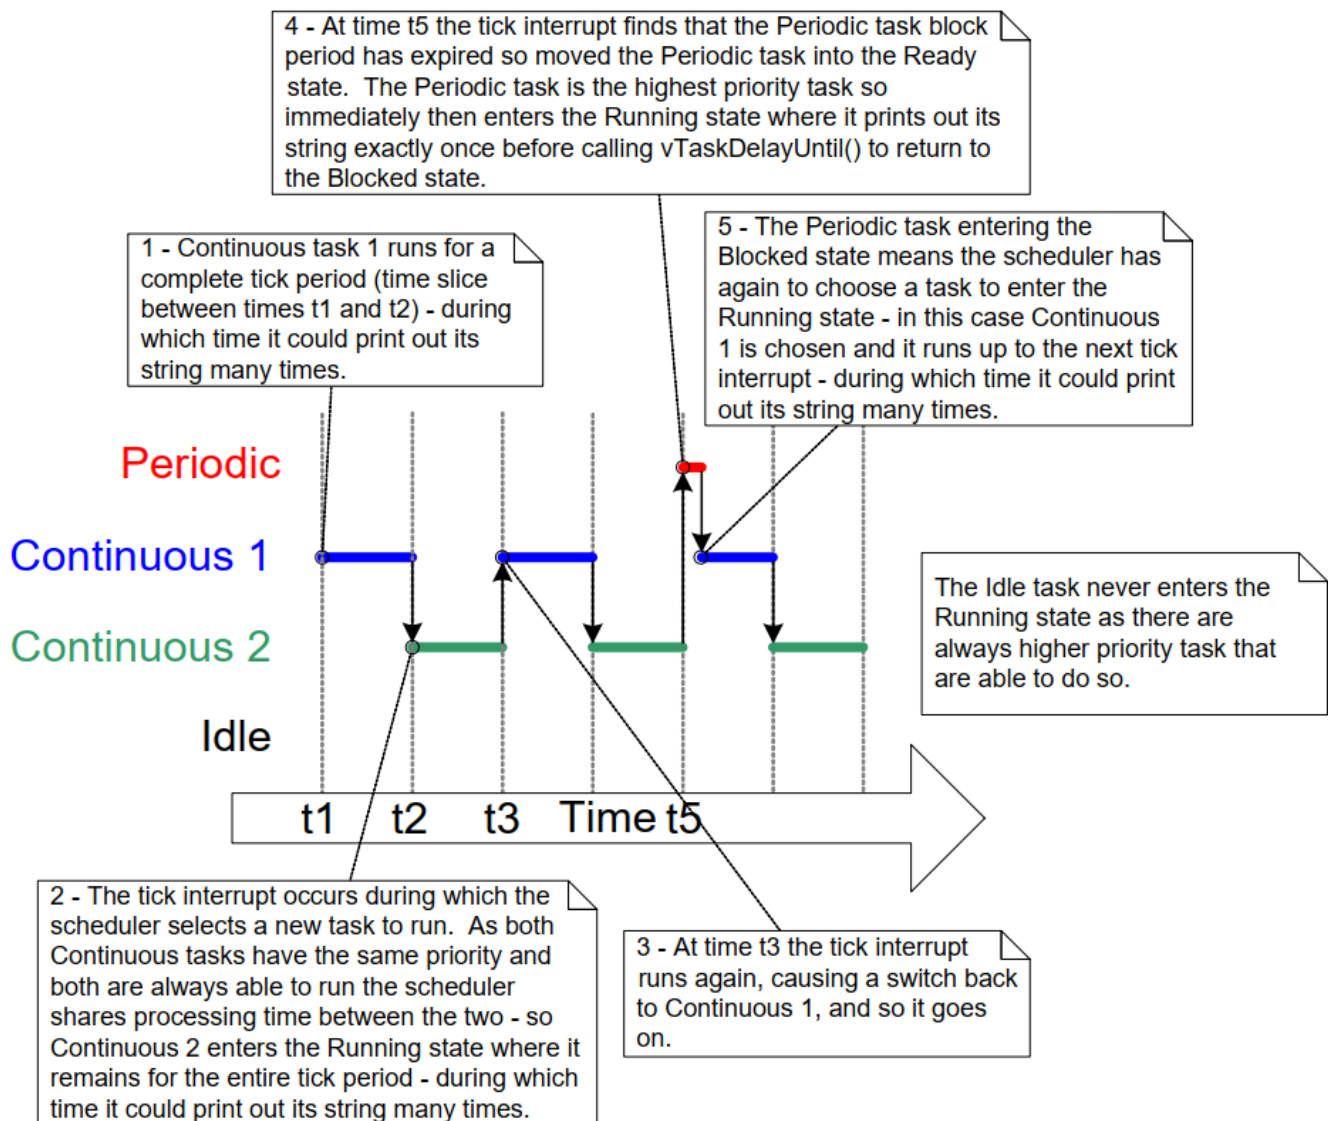 4 - At time t5 the tick interrupt finds that the Periodic task block
period has expired so moved the Periodic task into the Ready
state.  The Periodic task is the highest priority task so
immediately then enters the Running state where it prints out its
string exactly once before calling vTaskDelayUntil() to return to
the Blocked state.
1 - Continuous task 1 runs for a
complete tick period (time slice
between times t1 and t2) - during
which time it could print out its
string many times.
5 - The Periodic task entering the
Blocked state means the scheduler has
again to choose a task to enter the
Running state - in this case Continuous
1 is chosen and it runs up to the next tick
interrupt - during which time it could print
out its string many times.
Periodic
Continuous 1
Continuous 2
Idle
The Idle task never enters the
Running state as there are
always higher priority task that
are able to do so.
t1 t2 t3 Time t5
2 - The tick interrupt occurs during which the
scheduler selects a new task to run.  As both
Continuous tasks have the same priority and
both are always able to run the scheduler
shares processing time between the two - so
Continuous 2 enters the Running state where it
remains for the entire tick period - during which
time it could print out its string many times.
3 - At time t3 the tick interrupt
runs again, causing a switch back
to Continuous 1, and so it goes
on.